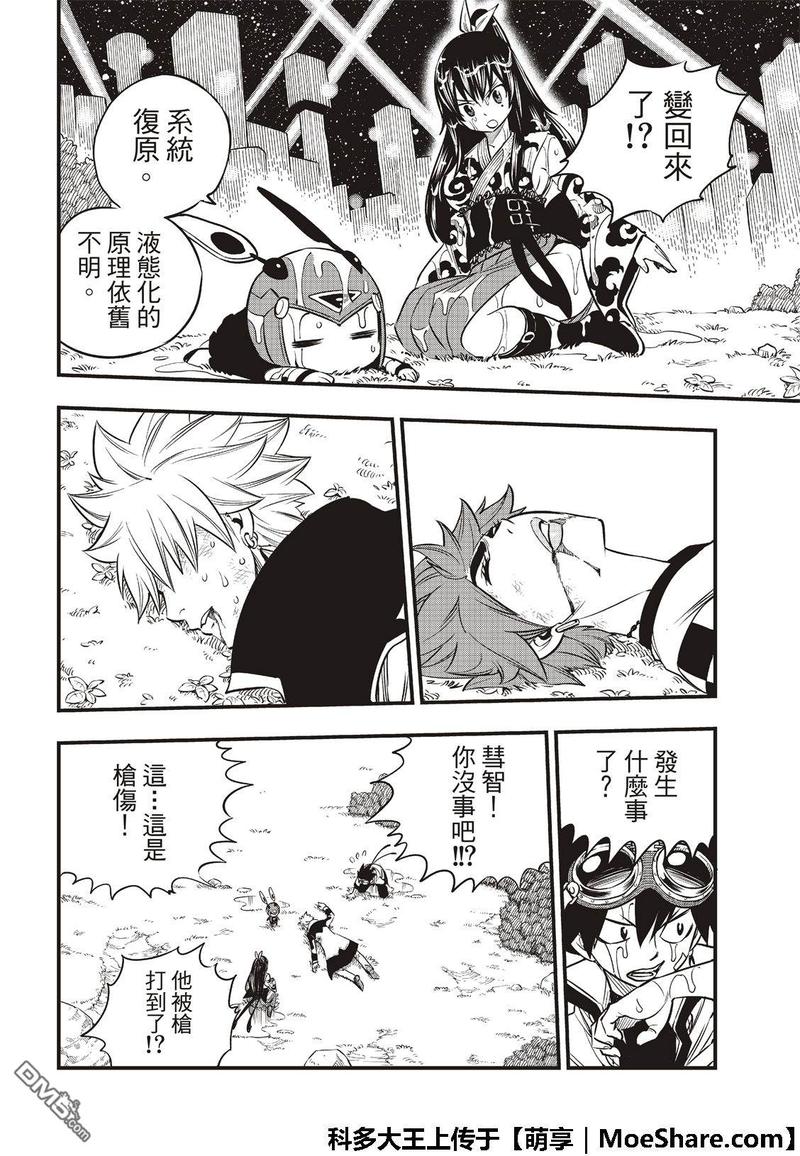 變回來
了!?
系統
復原。
液態化的
原理依舊
不明。
發生
什麼事
了?
彗智!
你沒事吧!!?
這…這是
槍傷!
他被槍
打到了!?
DM5.com
科多大王上传于【萌享│MoeShare.com】